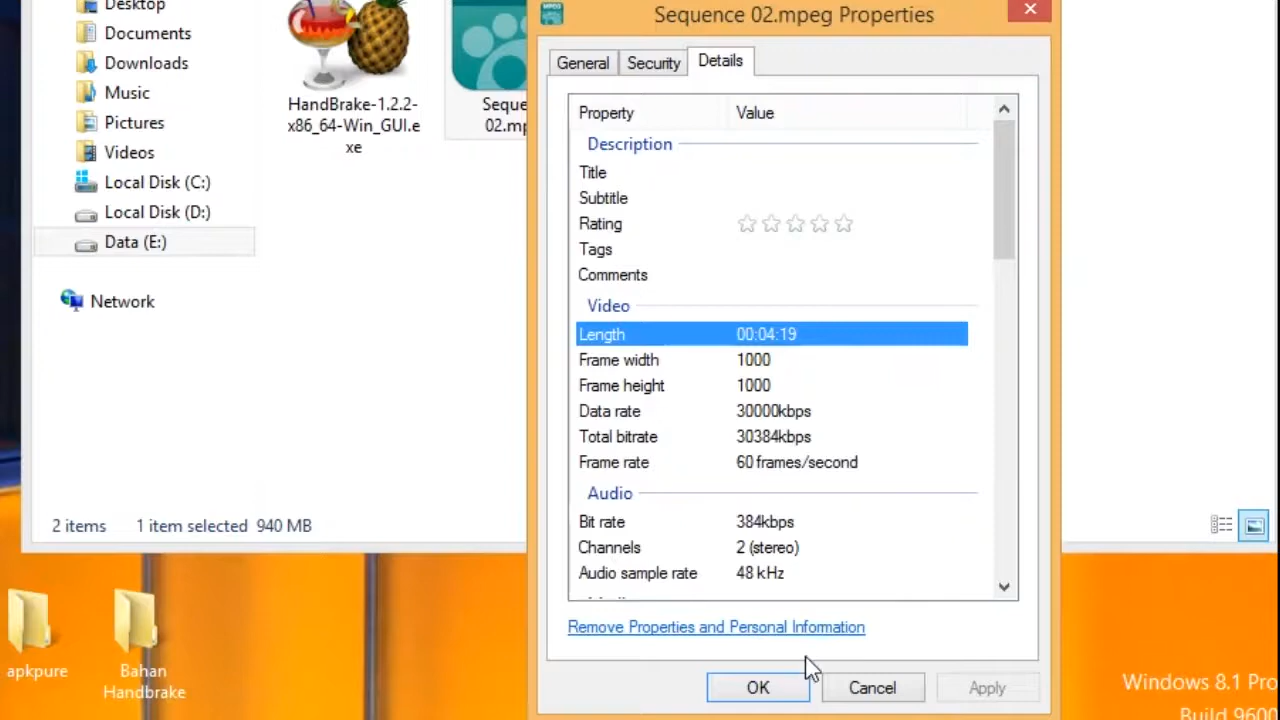 Desktop
Documents
Downloads
Music
Pictures
Videos
Local Disk (C:)
Local Disk (D:)
Data (E:)
Network
HandBrake-1.2.2-
x86_64-Win_GUI.e
xe
Seque
02.mp
2 items 1 item selected 940 MB
MPEG
Sequence 02.mpeg Properties
General Security Details
Property Value
Description
Title
Subtitle
Rating
Tags
Comments
Video
Length 00:04:19
Frame width 1000
Frame height 1000
Data rate 30000kbps
Total bitrate 30384kbps
Frame rate 60 frames/second
Audio
Bit rate 384kbps
Channels 2 (stereo)
Audio sample rate 48 kHz
Remove Properties and Personal Information
OK Cancel Apply
apkpure
Bahan
Handbrake
Windows 8.1 Pro
Build 9600